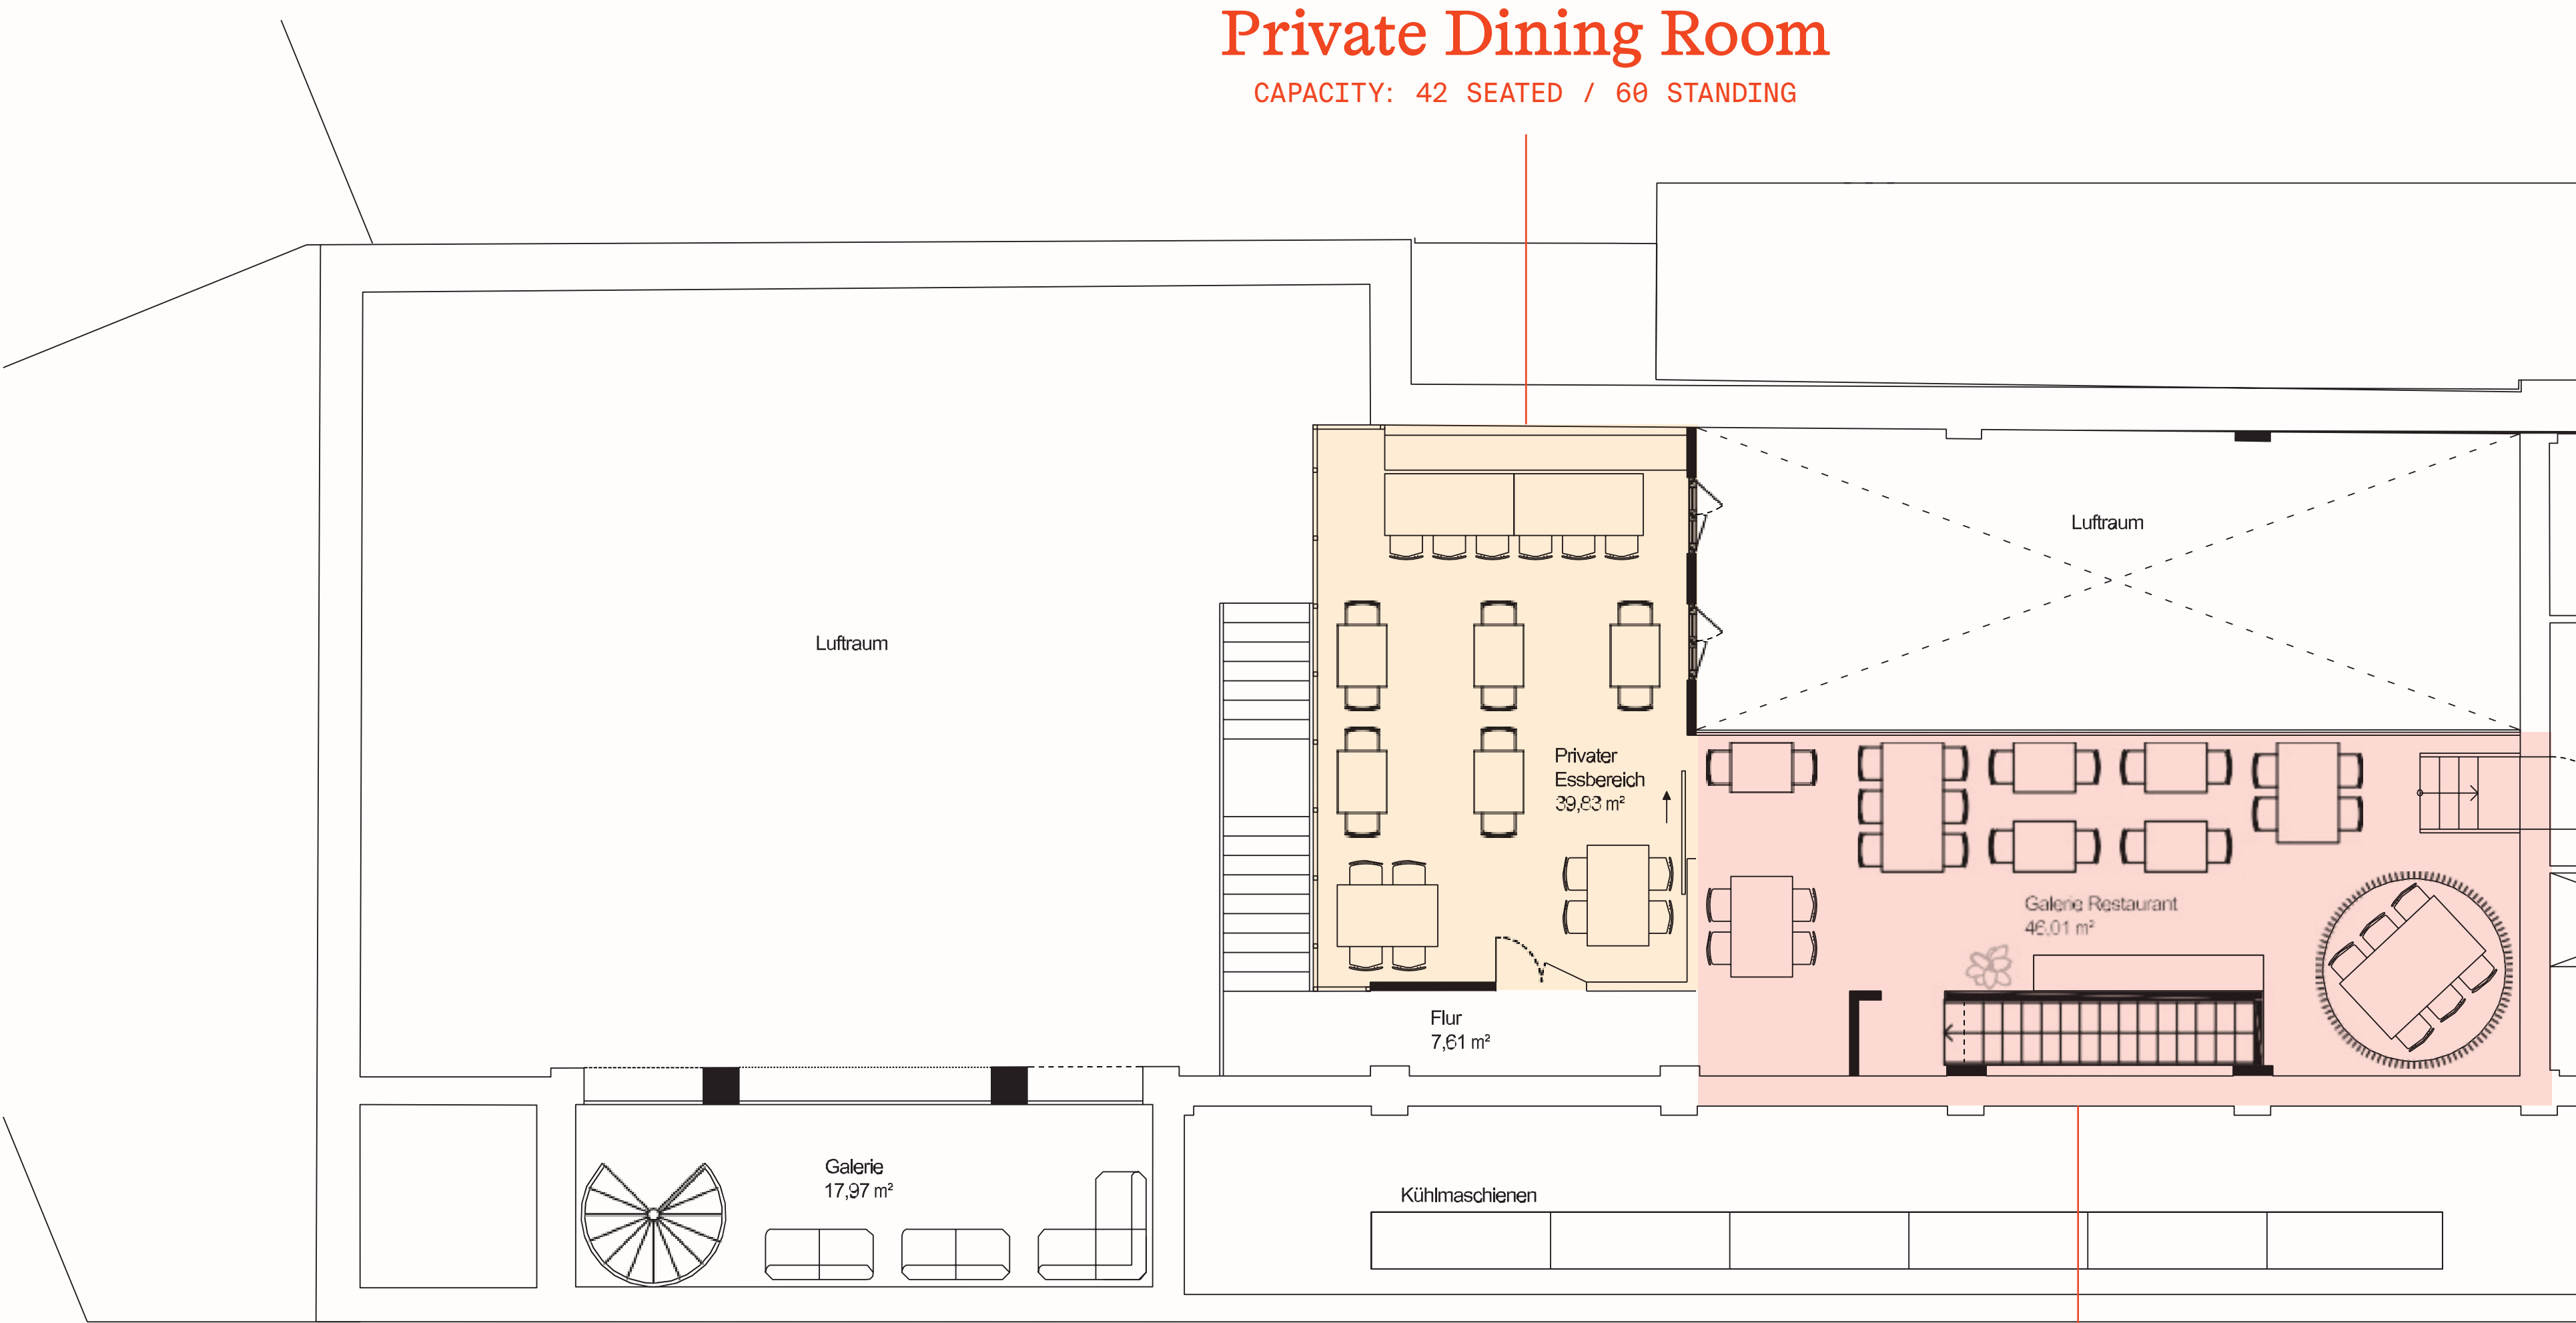 Private Dining Room
CAPACITY: 42 SEATED / 60 STANDING
Luftraum
Luftraum
Privater
Essbereich
39,83 m²
Galerie Restaurant
46,01 m²
Flur
7,61 m²
Galerie
17,97 m²
Kühlmaschienen